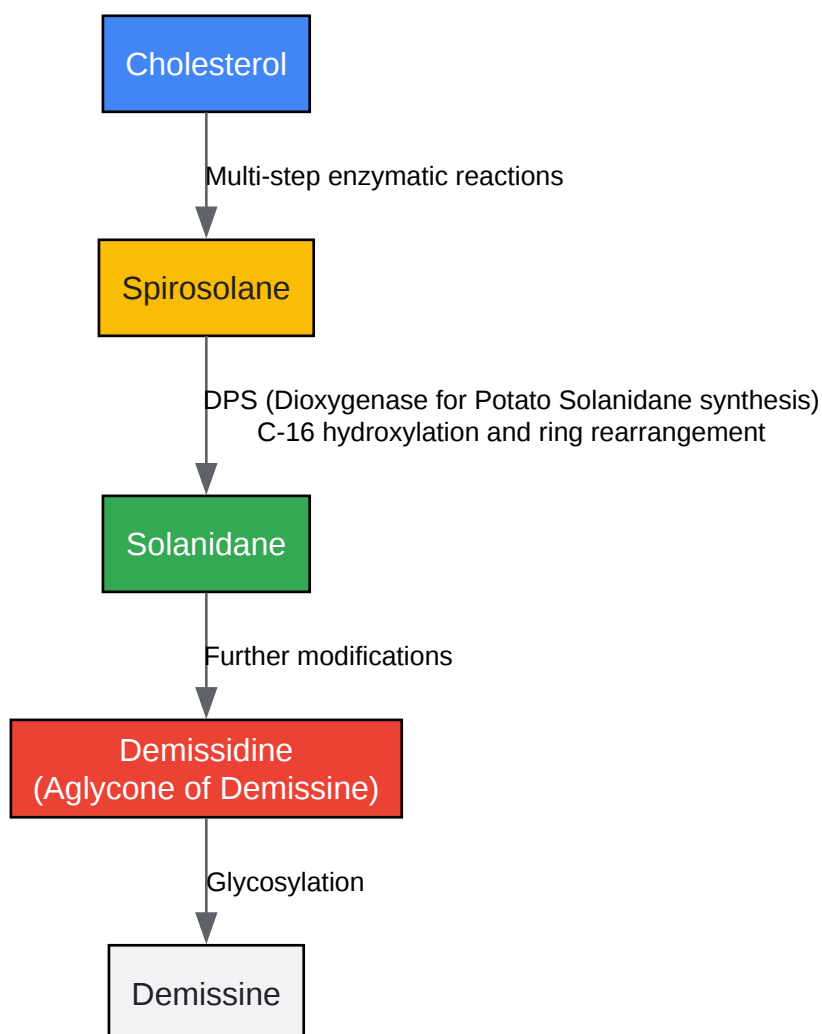 Cholesterol
Multi-step enzymatic reactions
Spirosolane
DPS (Dioxygenase for Potato Solanidane synthesis)
C-16 hydroxylation and ring rearrangement
Solanidane
Further modifications
Demissidine
(Aglycone of Demissine)
Glycosylation
Demissine